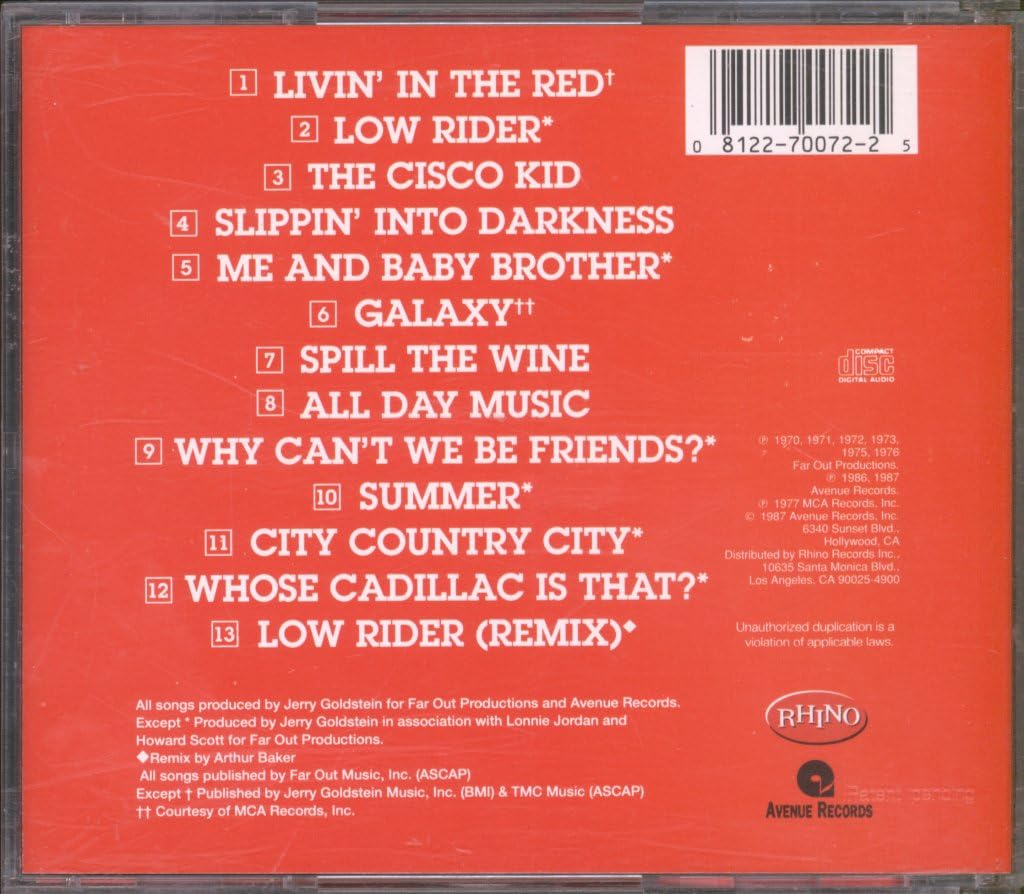 1 LIVIN' IN THE RED†
2 LOW RIDER*
3 THE CISCO KID
4 SLIPPIN' INTO DARKNESS
5 ME AND BABY BROTHER*
6 GALAXY††
7 SPILL THE WINE
8 ALL DAY MUSIC
9 WHY CAN'T WE BE FRIENDS?*
10 SUMMER*
11 CITY COUNTRY CITY*
12 WHOSE CADILLAC IS THAT?*
13 LOW RIDER (REMIX)◆
0 8122-70072-2 5
COMPACT
disc
DIGITAL AUDIO
℗ 1970, 1971, 1972, 1973,
1975, 1976
Far Out Productions.
℗ 1986, 1987
Avenue Records.
℗ 1977 MCA Records, Inc.
© 1987 Avenue Records, Inc.
6340 Sunset Blvd.,
Hollywood, CA
Distributed by Rhino Records Inc.,
10635 Santa Monica Blvd.,
Los Angeles, CA 90025-4900
Unauthorized duplication is a
violation of applicable laws.
All songs produced by Jerry Goldstein for Far Out Productions and Avenue Records.
Except * Produced by Jerry Goldstein in association with Lonnie Jordan and
Howard Scott for Far Out Productions.
◆Remix by Arthur Baker
All songs published by Far Out Music, Inc. (ASCAP)
Except † Published by Jerry Goldstein Music, Inc. (BMI) & TMC Music (ASCAP)
†† Courtesy of MCA Records, Inc.
RHINO
AVENUE RECORDS
Patent pending